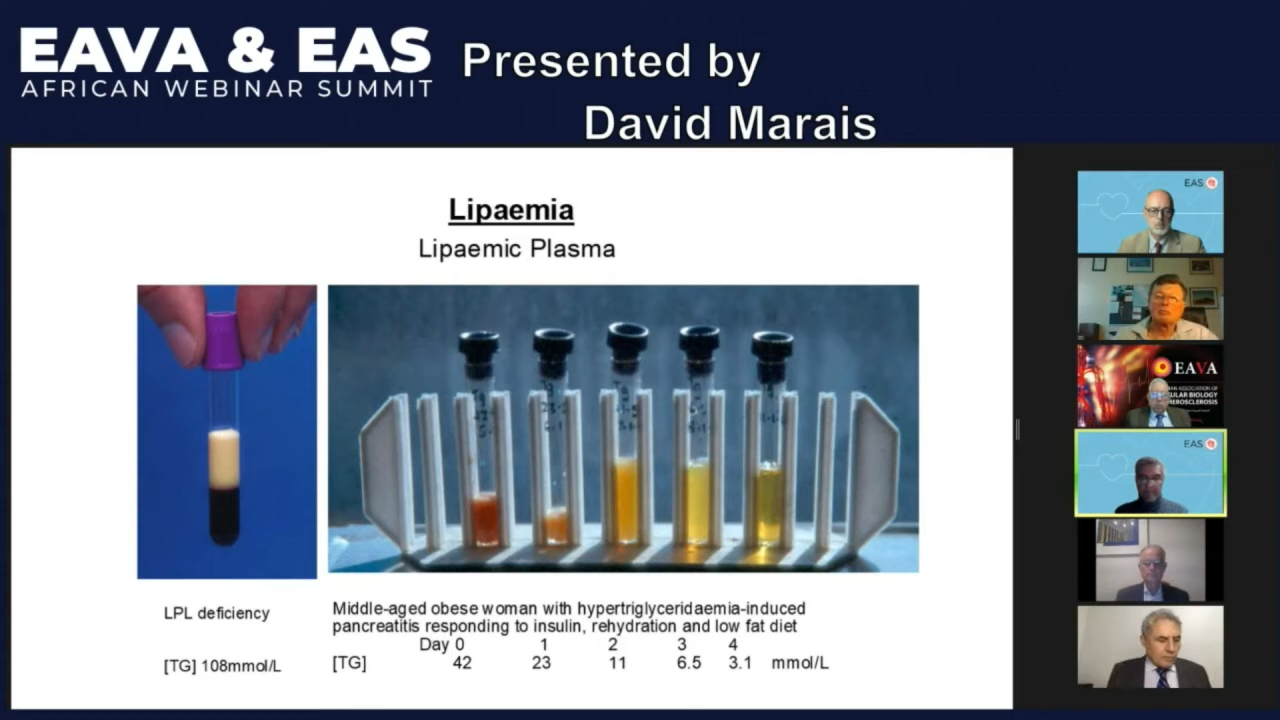 EAVA & EAS
AFRICAN WEBINAR SUMMIT
Presented by
David Marais
Lipaemia
Lipaemic Plasma
LPL deficiency
[TG] 108mmol/L
Middle-aged obese woman with hypertriglyceridaemia-induced
pancreatitis responding to insulin, rehydration and low fat diet
Day 0 1 2 3 4
[TG] 42 23 11 6.5 3.1 mmol/L
EAS
EAVA
EAS